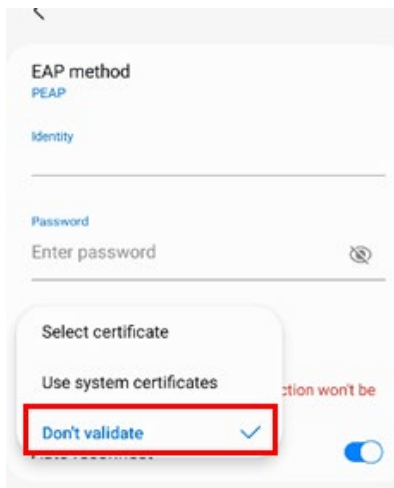 EAP method
PEAP
Identity
Password
Enter password
Select certificate
Use system certificates
ction won't be
Don't validate